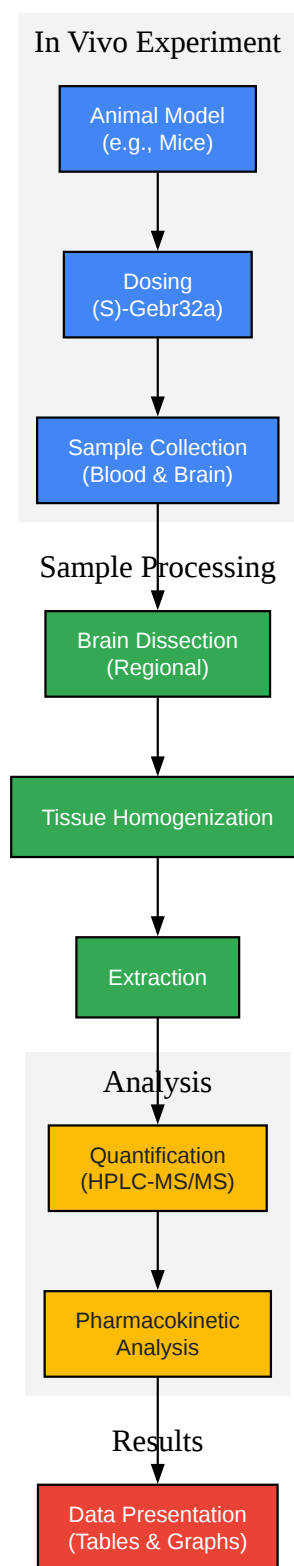 In Vivo Experiment
Animal Model
(e.g., Mice)
Dosing
(S)-Gebr32a)
Sample Collection
(Blood & Brain)
Sample Processing
Brain Dissection
(Regional)
Tissue Homogenization
Extraction
Analysis
Quantification
(HPLC-MS/MS)
Pharmacokinetic
Analysis
Results
Data Presentation
(Tables & Graphs)